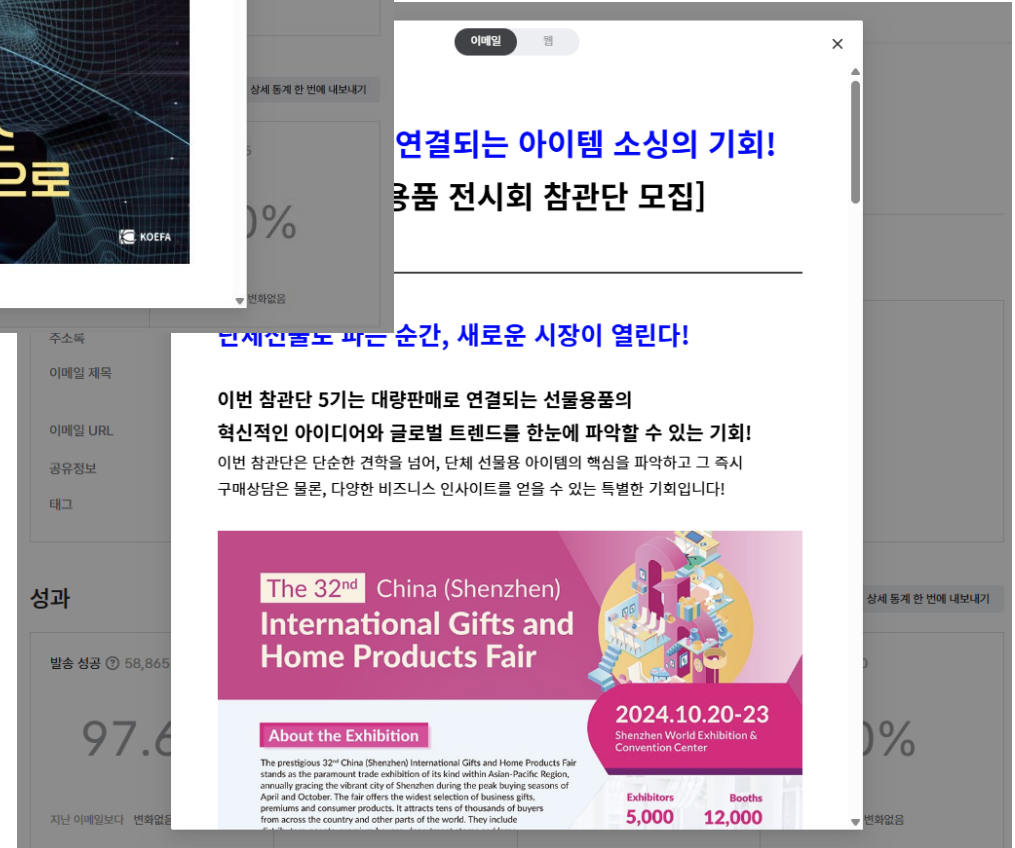 이메일
웹
상세 통계 한 번에 내보내기
으로
KOEFA
0%
변화없음
연결되는 아이템 소싱의 기회!
용품 전시회 참관단 모집]
단체선물로 파는 순간, 새로운 시장이 열린다!
주소록
이메일 제목
이메일 URL
공유정보
태그
이번 참관단 5기는 대량판매로 연결되는 선물용품의
혁신적인 아이디어와 글로벌 트렌드를 한눈에 파악할 수 있는 기회!
이번 참관단은 단순한 견학을 넘어, 단체 선물용 아이템의 핵심을 파악하고 그 즉시
구매상담은 물론, 다양한 비즈니스 인사이트를 얻을 수 있는 특별한 기회입니다!
The 32nd China (Shenzhen)
International Gifts and
Home Products Fair
2024.10.20-23
Shenzhen World Exhibition &
Convention Center
About the Exhibition
The prestigious 32nd China (Shenzhen) International Gifts and Home Products Fair
stands as the paramount trade exhibition of its kind within Asian-Pacific Region,
annually gracing the vibrant city of Shenzhen during the peak buying seasons of
April and October. The fair offers the widest selection of business gifts,
premiums and consumer products. It attracts tens of thousands of buyers
from across the country and other parts of the world. They include
Exhibitors Booths
5,000 12,000
성과
상세 통계 한 번에 내보내기
발송 성공 58,865
97.6
0%
지난 이메일보다 변화없음
변화없음